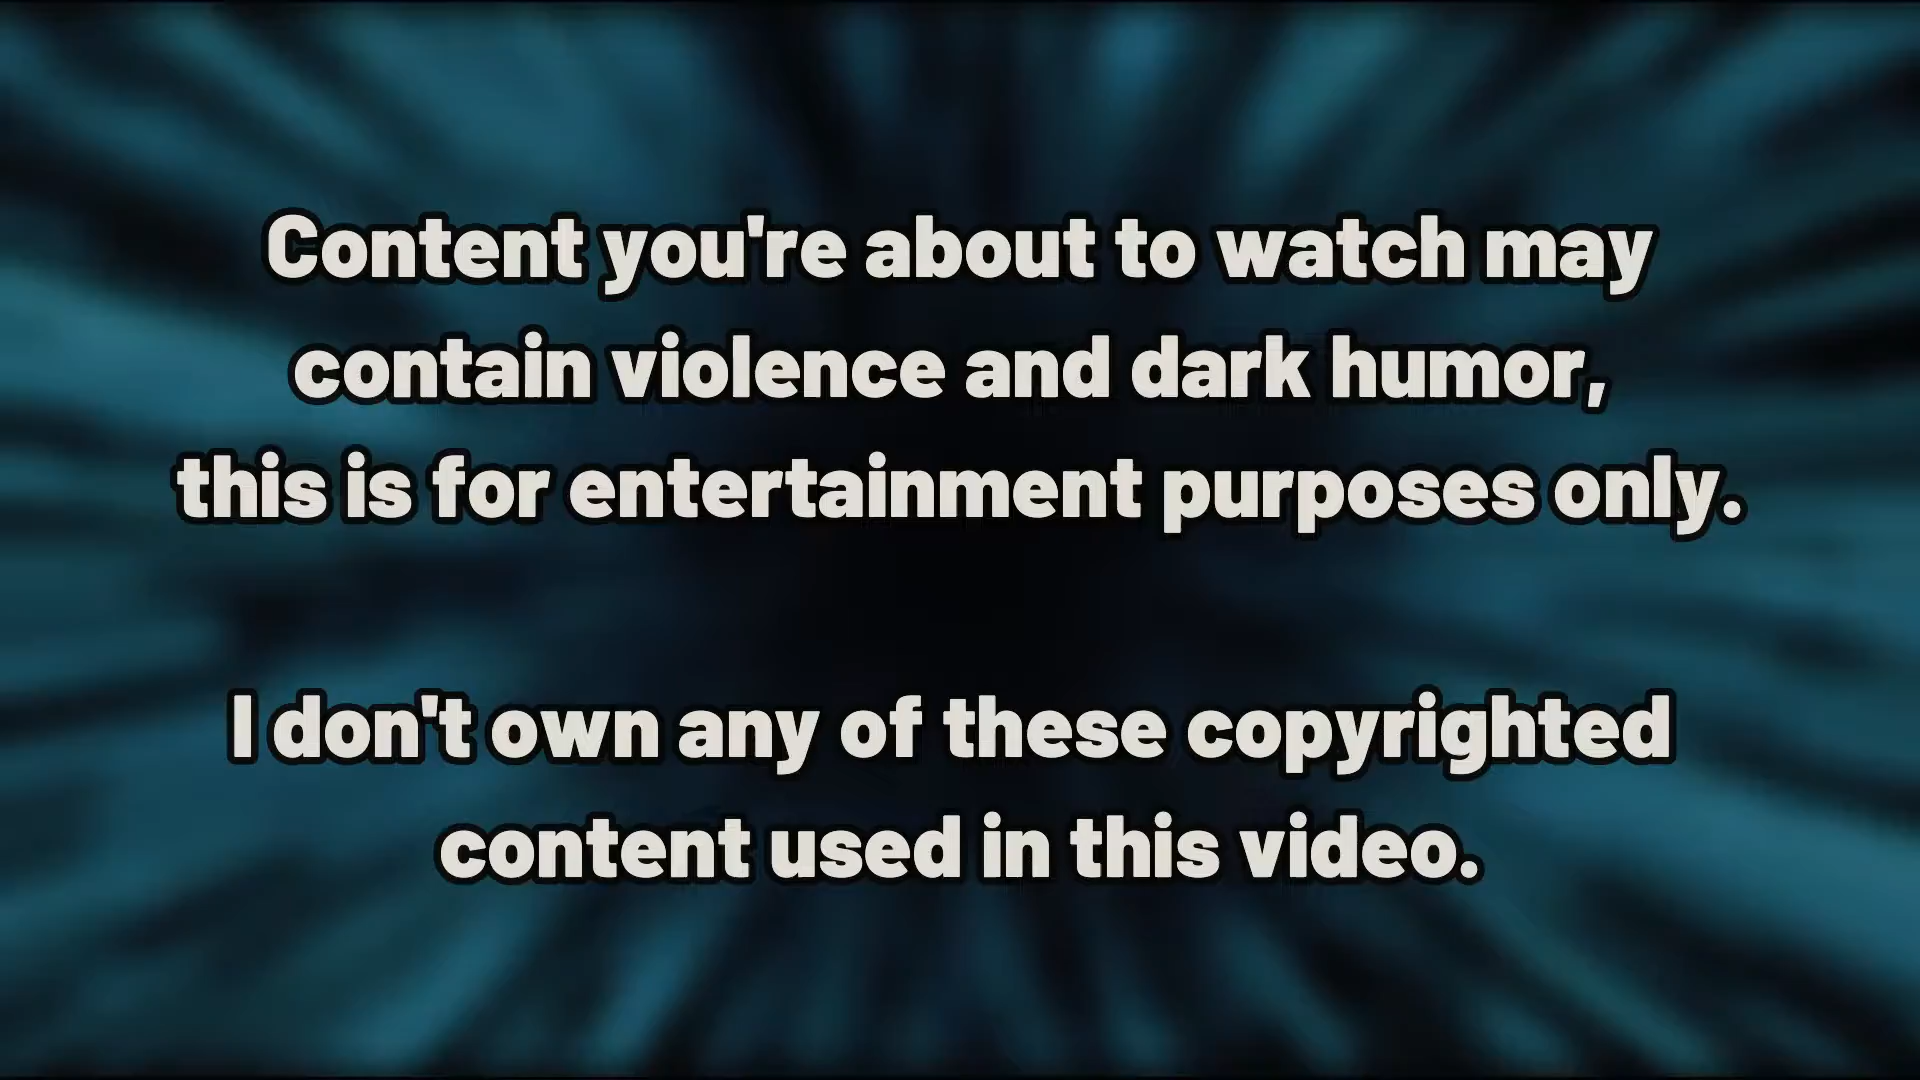 Content you're about to watch may
contain violence and dark humor,
this is for entertainment purposes only.
I don't own any of these copyrighted
content used in this video.